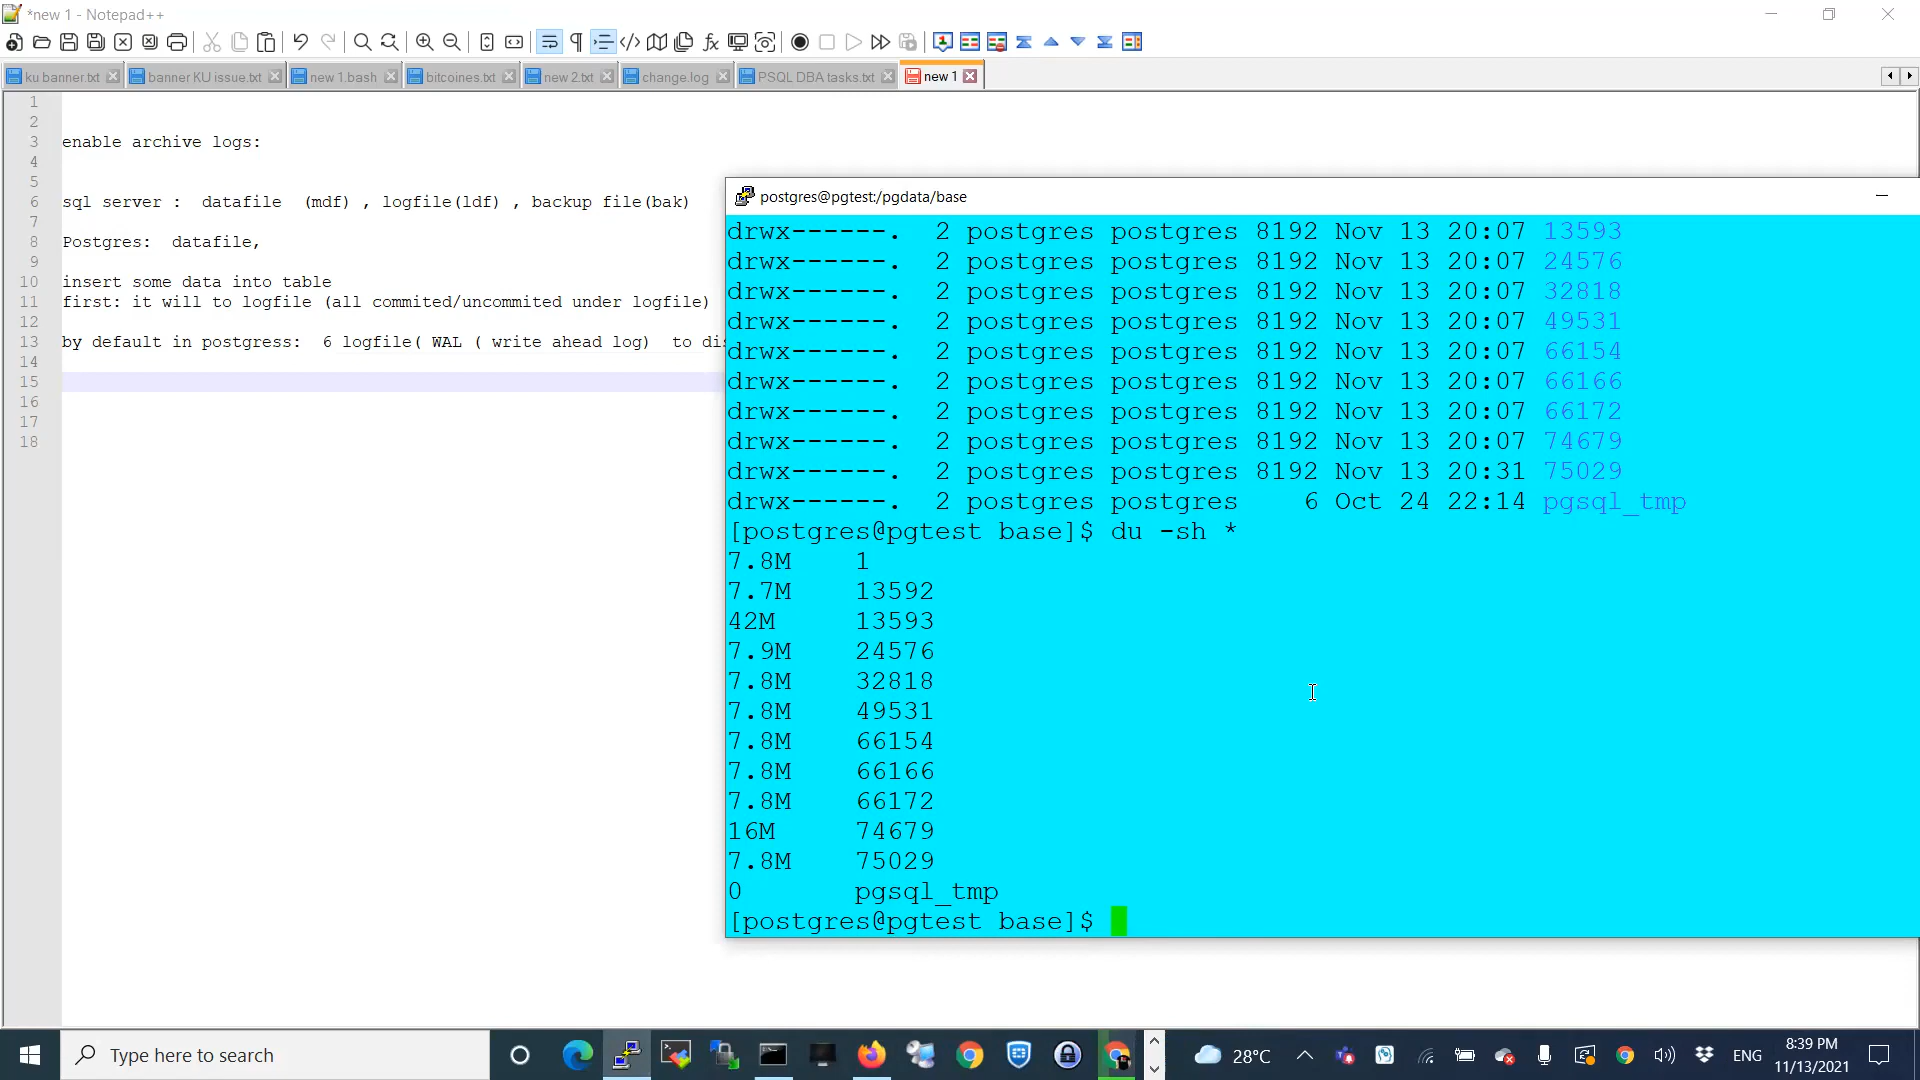 *new 1 - Notepad++
ku banner.txt
banner KU issue.txt
new 1.bash
bitcoines.txt
new 2.txt
change.log
PSQL DBA tasks.txt
new 1
1
2
3 enable archive logs:
4
5
6 sql server :  datafile  (mdf) , logfile(ldf) , backup file(bak)
7
8 Postgres:  datafile,
9
10 insert some data into table
11 first: it will to logfile (all commited/uncommited under logfile)
12
13 by default in postgress:  6 logfile( WAL ( write ahead log)  to dis
14
15
16
17
18
postgres@pgtest:/pgdata/base
drwx------.  2 postgres postgres 8192 Nov 13 20:07 13593
drwx------.  2 postgres postgres 8192 Nov 13 20:07 24576
drwx------.  2 postgres postgres 8192 Nov 13 20:07 32818
drwx------.  2 postgres postgres 8192 Nov 13 20:07 49531
drwx------.  2 postgres postgres 8192 Nov 13 20:07 66154
drwx------.  2 postgres postgres 8192 Nov 13 20:07 66166
drwx------.  2 postgres postgres 8192 Nov 13 20:07 66172
drwx------.  2 postgres postgres 8192 Nov 13 20:07 74679
drwx------.  2 postgres postgres 8192 Nov 13 20:31 75029
drwx------.  2 postgres postgres    6 Oct 24 22:14 pgsql_tmp
[postgres@pgtest base]$ du -sh *
7.8M    1
7.7M    13592
42M     13593
7.9M    24576
7.8M    32818
7.8M    49531
7.8M    66154
7.8M    66166
7.8M    66172
16M     74679
7.8M    75029
0       pgsql_tmp
[postgres@pgtest base]$
Type here to search
28°C
ENG
8:39 PM
11/13/2021